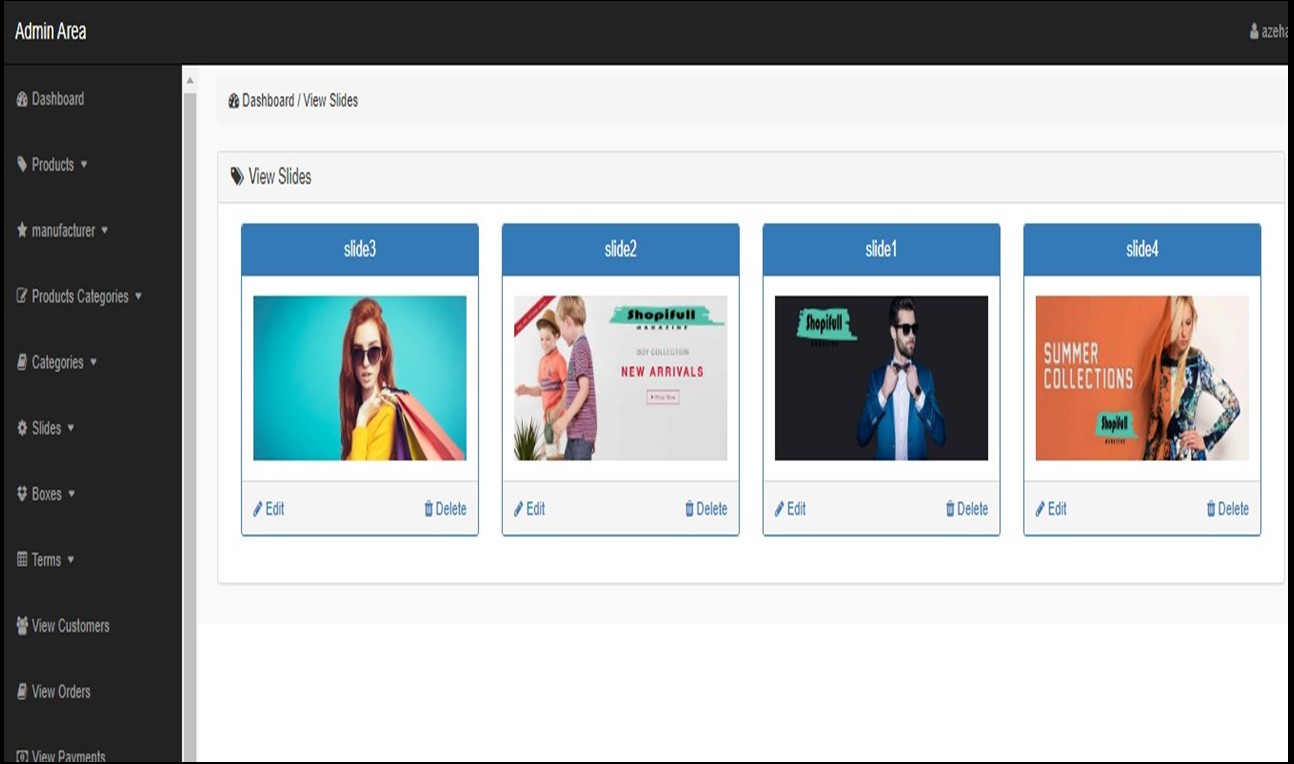 Admin Area
azeha
Dashboard
Products
manufacturer
Products Categories
Categories
Slides
Boxes
Terms
View Customers
View Orders
View Payments
Dashboard / View Slides
View Slides
slide3
Edit
Delete
slide2
Shopifull
MAGAZINE
BOY COLLECTION
NEW ARRIVALS
Shop Now
Edit
Delete
slide1
Shopifull
MAGAZINE
Edit
Delete
slide4
SUMMER
COLLECTIONS
Shopifull
MAGAZINE
Edit
Delete